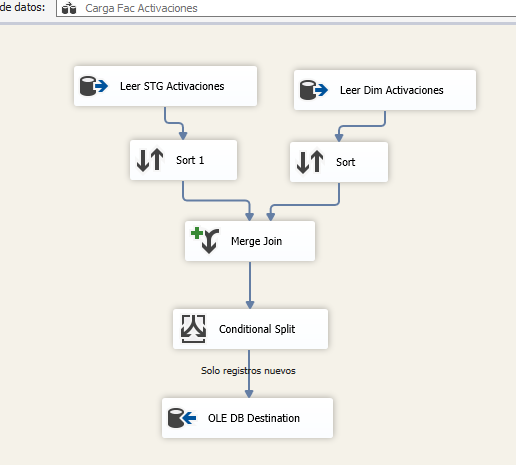 de datos:
Carga Fac Activaciones
Leer STG Activaciones
Leer Dim Activaciones
Sort 1
Sort
Merge Join
Conditional Split
Solo registros nuevos
OLE DB Destination